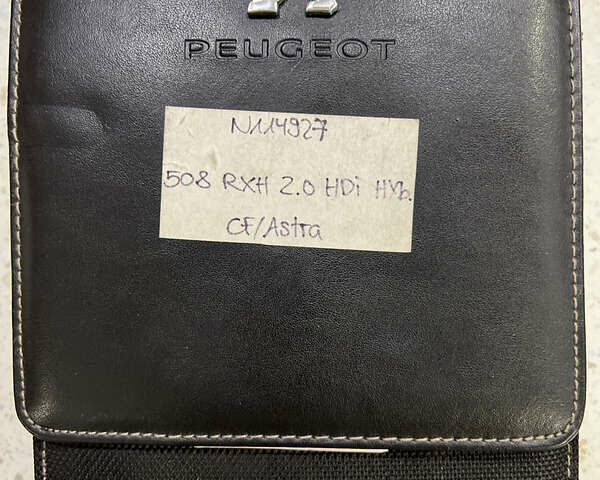 PEUGEOT
N114927
508 RXH 2.0 HDi HYb.
CF/Astra